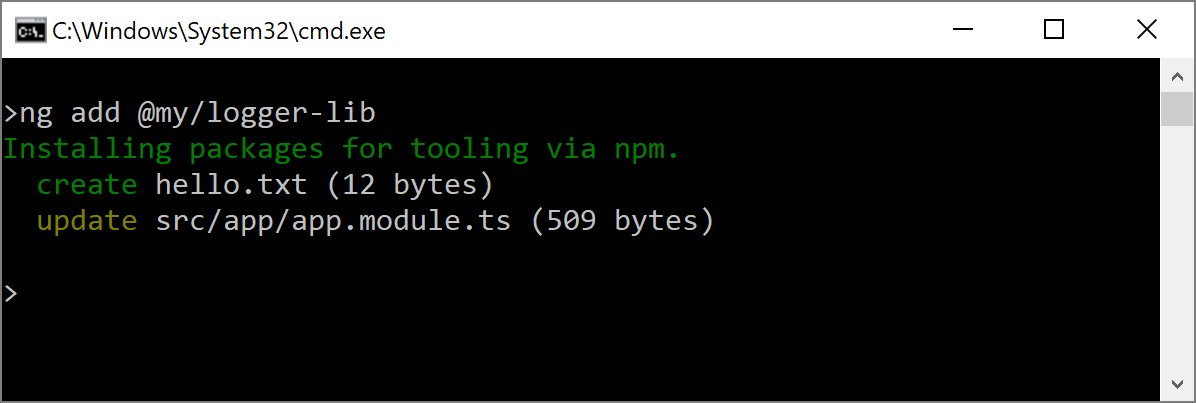 C:\Windows\System32\cmd.exe
>ng add @my/logger-lib
Installing packages for tooling via npm.
  create hello.txt (12 bytes)
  update src/app/app.module.ts (509 bytes)
>